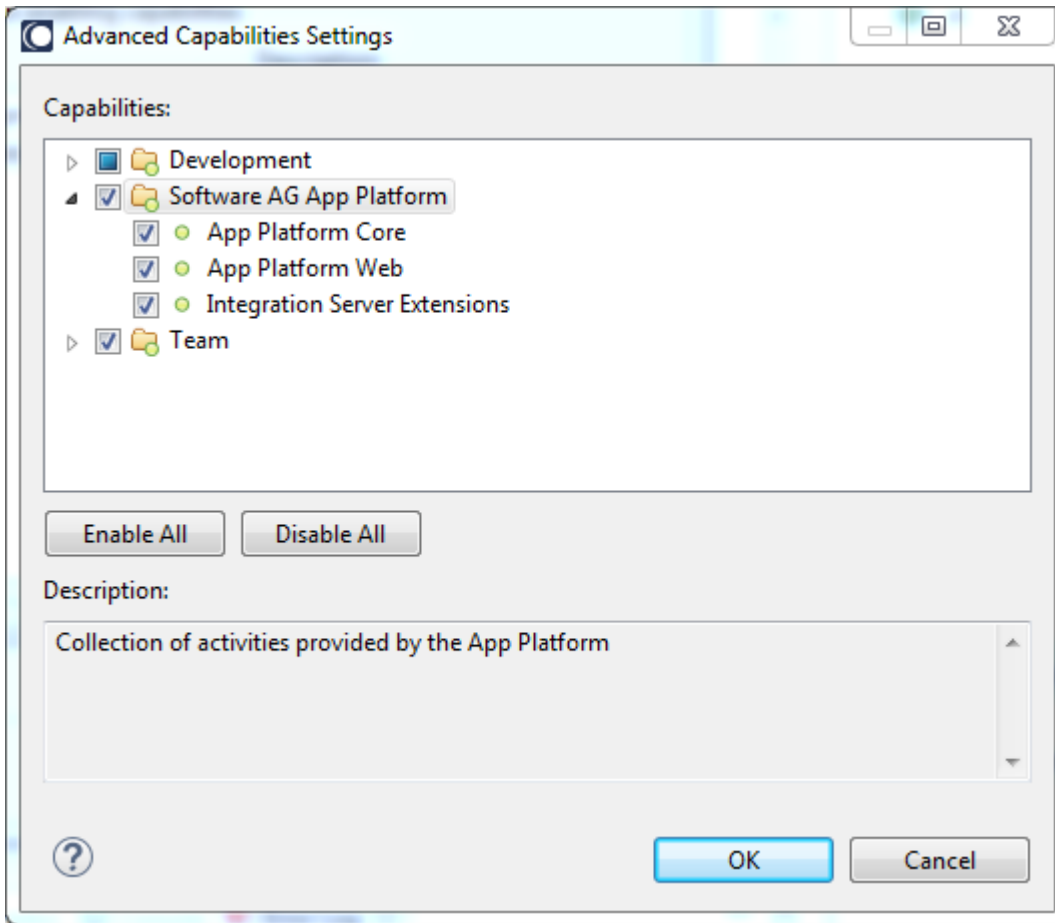 Advanced Capabilities Settings
Capabilities:
Development
Software AG App Platform
App Platform Core
App Platform Web
Integration Server Extensions
Team
Enable All Disable All
Description:
Collection of activities provided by the App Platform
OK Cancel